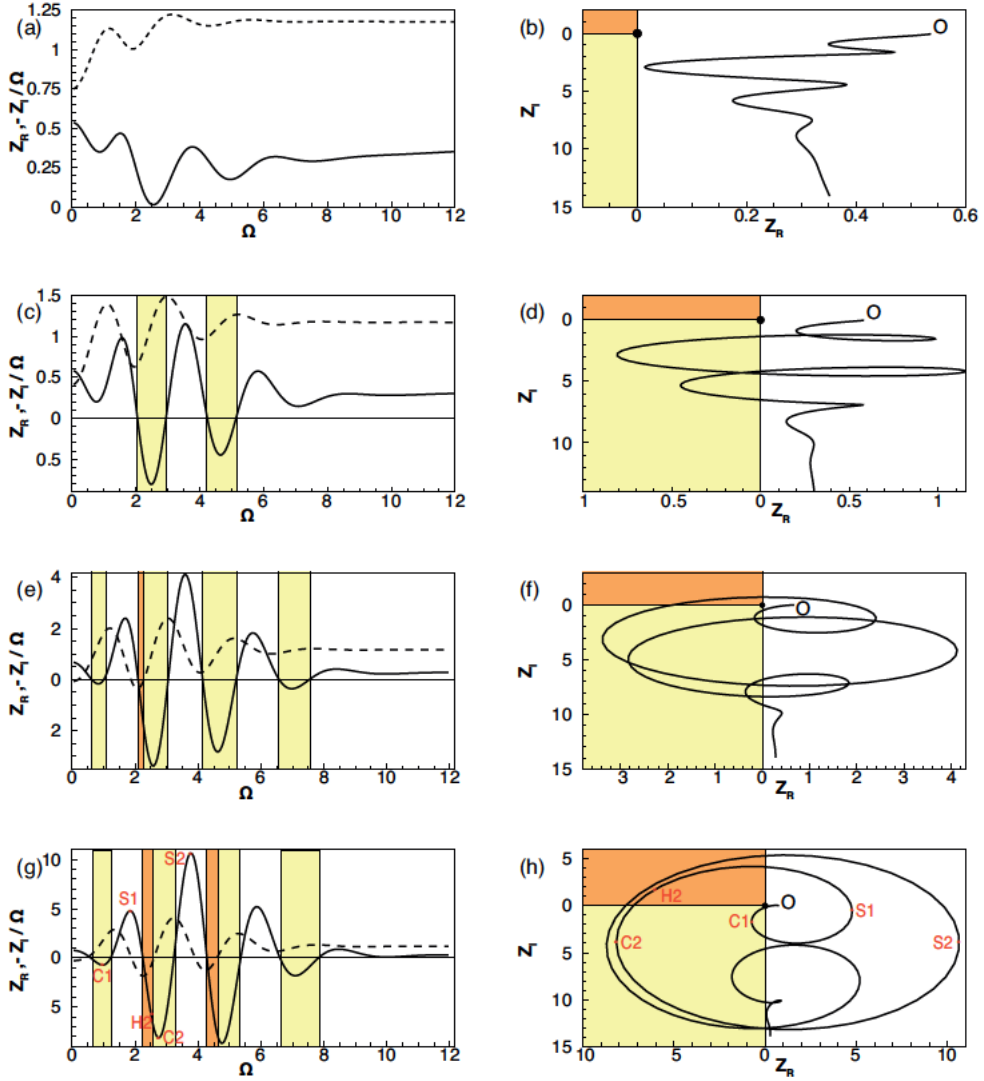 (a)
1.25
1
0.75
0.5
0.25
0
Z_R, - Z_I / Ω
0 2 4 6 8 10 12
Ω
(b)
0
5
10
15
Z_I
O
0 0.2 0.4 0.6
Z_R
(c)
1.5
1
0.5
0
0.5
Z_R, - Z_I / Ω
0 2 4 6 8 10 12
Ω
(d)
0
5
10
Z_I
O
1 0.5 0 0.5 1
Z_R
(e)
4
2
0
2
Z_R, - Z_I / Ω
0 2 4 6 8 10 12
Ω
(f)
0
5
10
15
Z_I
O
3 2 1 0 1 2 3 4
Z_R
(g)
10
5
0
5
Z_R, - Z_I / Ω
S2
S1
C1
H2
C2
0 2 4 6 8 10 12
Ω
(h)
5
0
5
10
15
Z_I
H2
O
C1
S1
C2
S2
10 5 0 5 10
Z_R